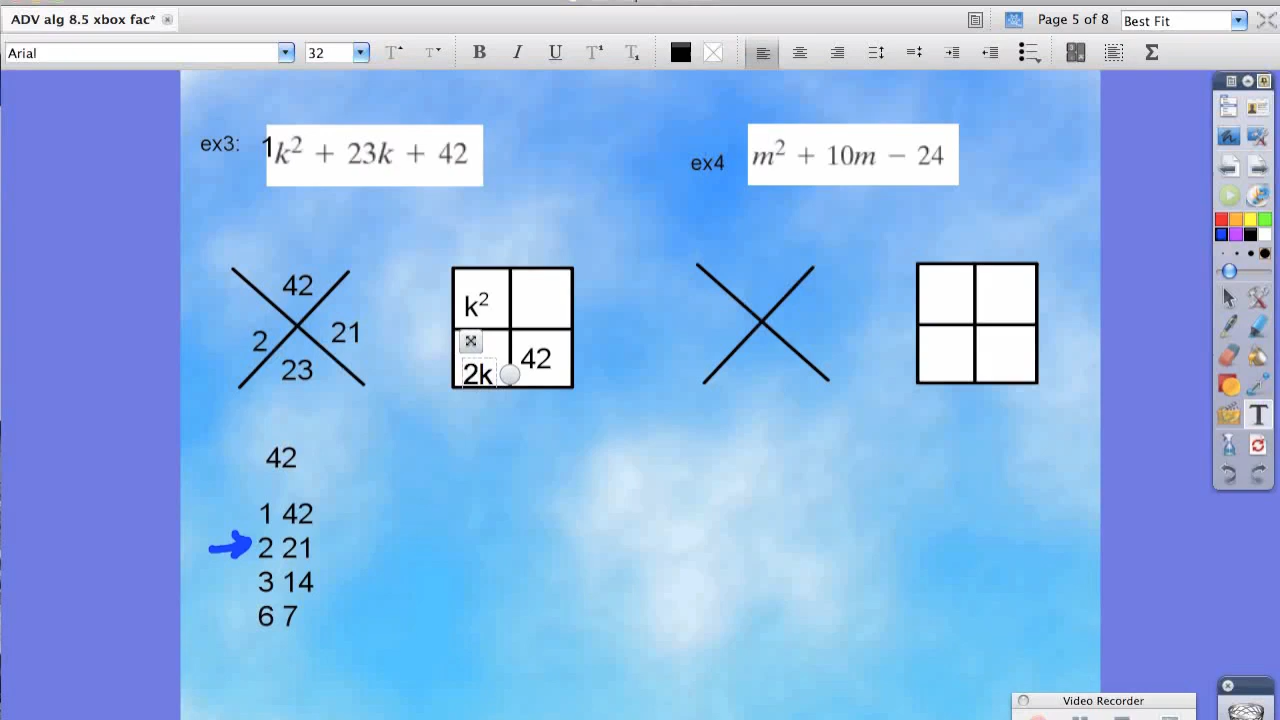 ADV alg 8.5 xbox fac*
Page 5 of 8
Best Fit
Arial
32
B I U
ex3: 1k² + 23k + 42
ex4 m² + 10m − 24
42
2 21
23
k²
2k 42
42
1 42
2 21
3 14
6 7
Video Recorder